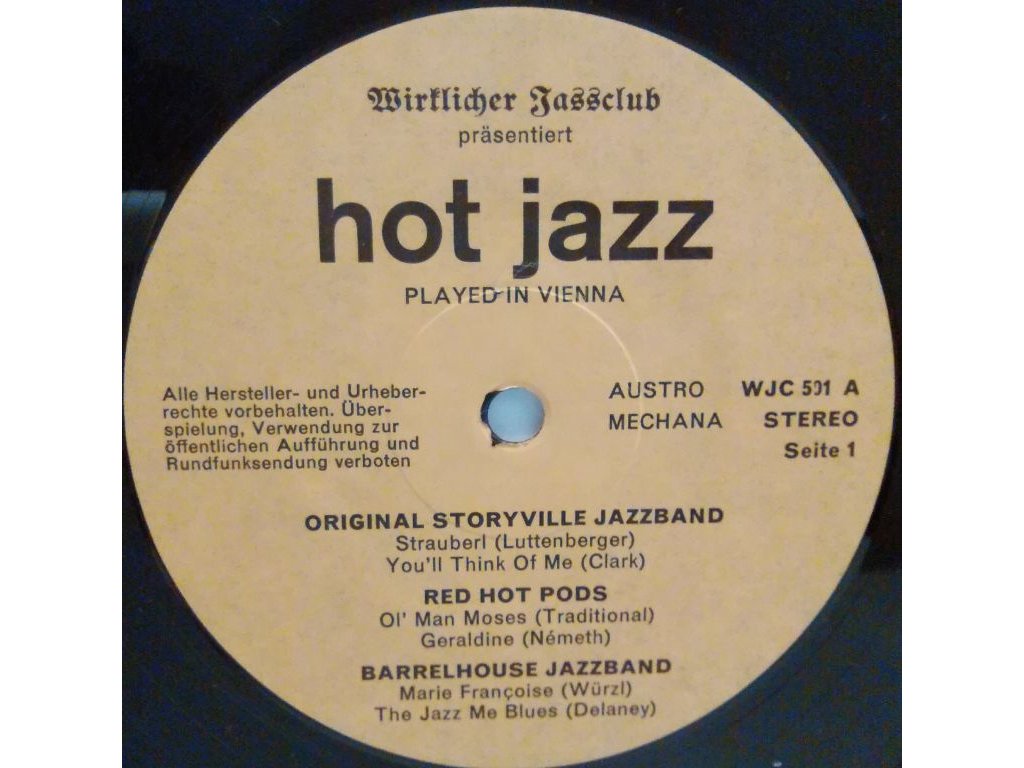 Wirklicher Jassclub
präsentiert
hot jazz
PLAYED IN VIENNA
Alle Hersteller- und Urheber-
rechte vorbehalten. Über-
spielung, Verwendung zur
öffentlichen Aufführung und
Rundfunksendung verboten
AUSTRO WJC 501 A
MECHANA STEREO
Seite 1
ORIGINAL STORYVILLE JAZZBAND
Strauberl (Luttenberger)
You'll Think Of Me (Clark)
RED HOT PODS
Ol' Man Moses (Traditional)
Geraldine (Németh)
BARRELHOUSE JAZZBAND
Marie Françoise (Würzl)
The Jazz Me Blues (Delaney)